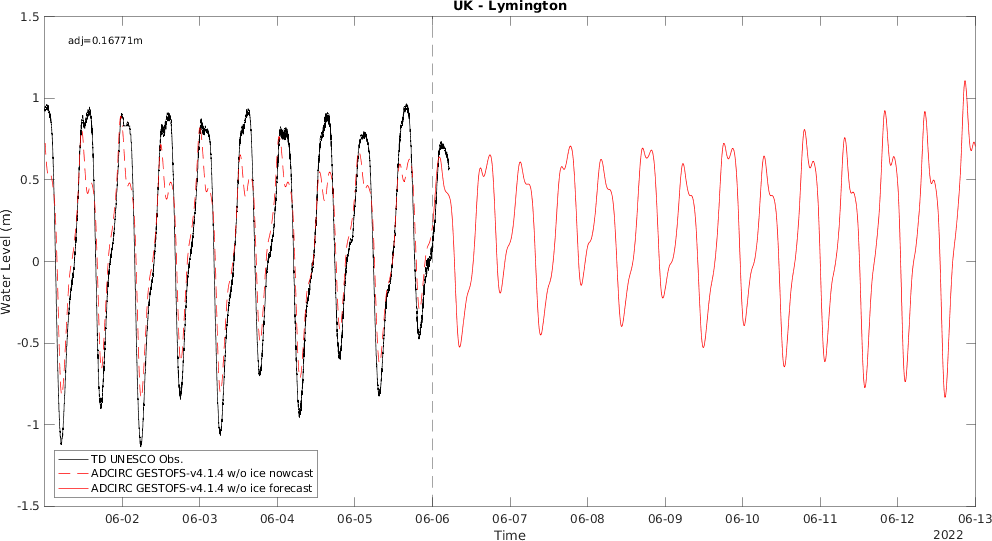 UK - Lymington
adj=0.16771m
1.5
1
0.5
0
-0.5
-1
-1.5
Water Level (m)
TD UNESCO Obs.
ADCIRC GESTOFS-v4.1.4 w/o ice nowcast
ADCIRC GESTOFS-v4.1.4 w/o ice forecast
06-02 06-03 06-04 06-05 06-06 06-07 06-08 06-09 06-10 06-11 06-12 06-13
Time
2022